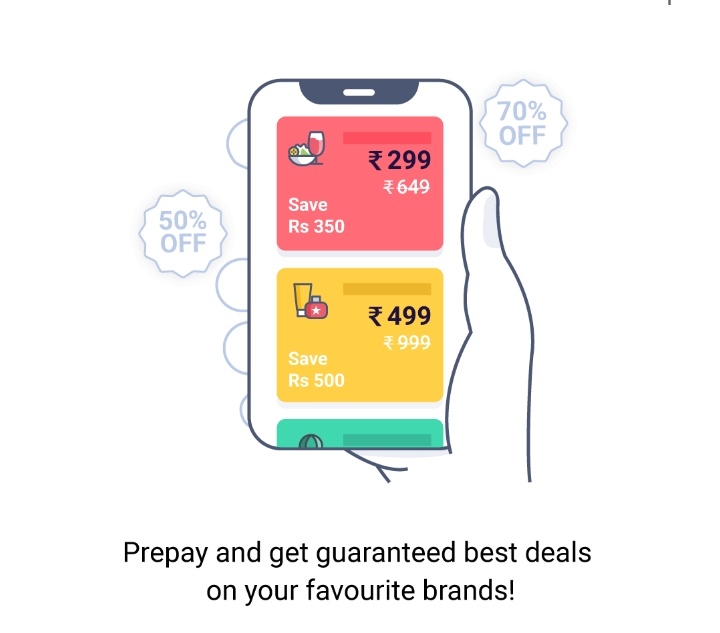 70%
OFF
₹299
₹649
Save
Rs 350
50%
OFF
₹499
₹999
Save
Rs 500
Prepay and get guaranteed best deals
on your favourite brands!